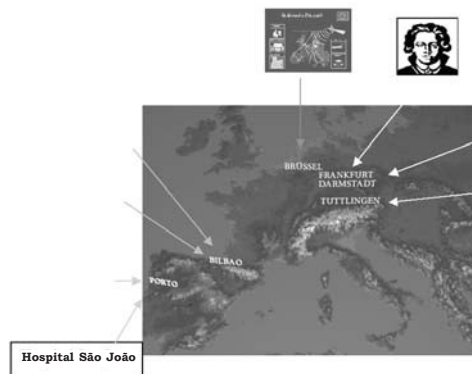 BRÜSSEL
FRANKFURT
DARMSTADT
TUTTLINGEN
BILBAO
PORTO
Hospital São João